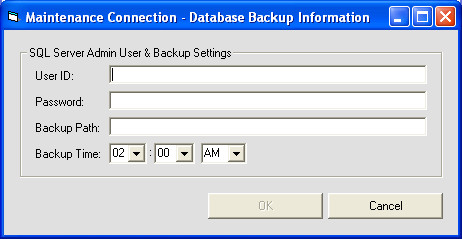 Maintenance Connection - Database Backup Information
SQL Server Admin User & Backup Settings
User ID:
Password:
Backup Path:
Backup Time: 02 : 00 AM
OK Cancel